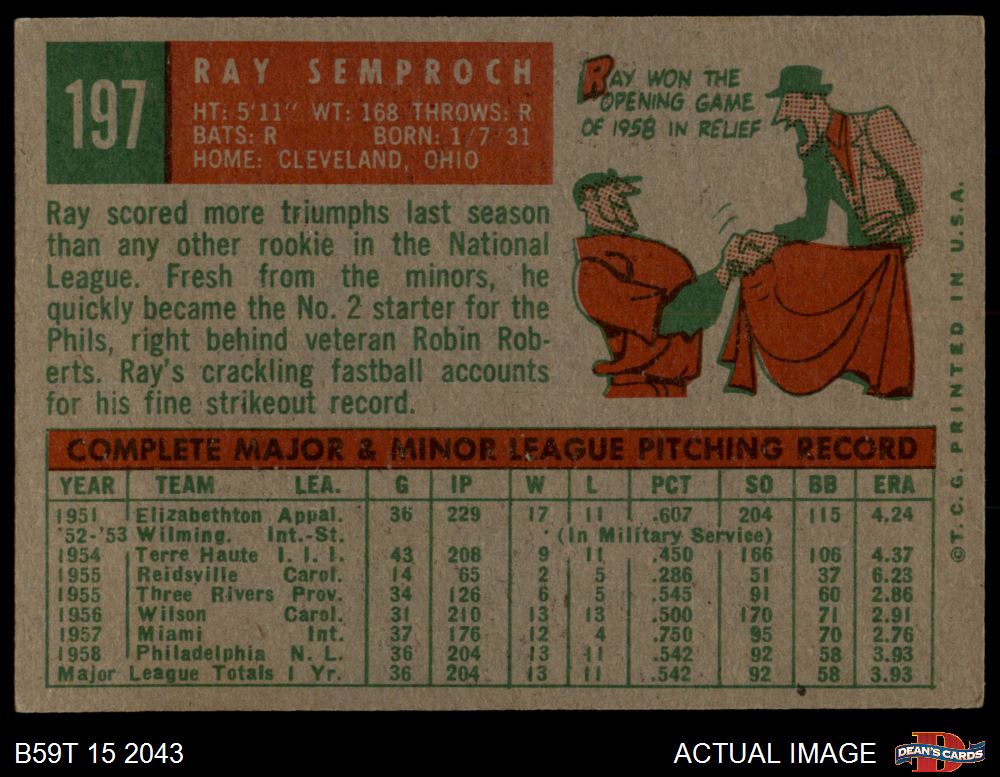 197
RAY SEMPROCH
HT: 5'11" WT: 168 THROWS: R
BATS: R BORN: 1/7/31
HOME: CLEVELAND, OHIO
RAY WON THE
OPENING GAME
OF 1958 IN RELIEF
Ray scored more triumphs last season
than any other rookie in the National
League. Fresh from the minors, he
quickly became the No. 2 starter for the
Phils, right behind veteran Robin Rob-
erts. Ray's crackling fastball accounts
for his fine strikeout record.
COMPLETE MAJOR & MINOR LEAGUE PITCHING RECORD
YEAR TEAM LEA. G IP W L PCT SO BB ERA
1951 Elizabethton Appal. 36 229 17 11 .607 204 115 4.24
'52-'53 Wilming. Int.-St. (In Military Service)
1954 Terre Haute I. I. I. 43 208 9 11 .450 166 106 4.37
1955 Reidsville Carol. 14 65 2 5 .286 51 37 6.23
1955 Three Rivers Prov. 34 126 6 5 .545 91 60 2.86
1956 Wilson Carol. 31 210 13 13 .500 170 71 2.91
1957 Miami Int. 37 176 12 4 .750 95 70 2.76
1958 Philadelphia N. L. 36 204 13 11 .542 92 58 3.93
Major League Totals 1 Yr. 36 204 13 11 .542 92 58 3.93
©T. C. G. PRINTED IN U.S.A.
B59T 15 2043
ACTUAL IMAGE
D
DEAN'S CARDS